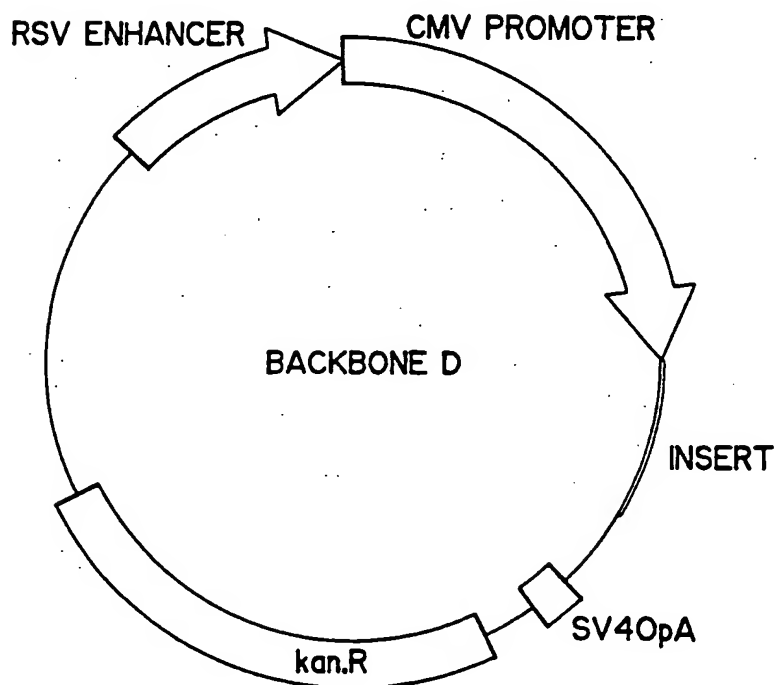 RSV ENHANCER
CMV PROMOTER
BACKBONE D
INSERT
SV40pA
kan.R